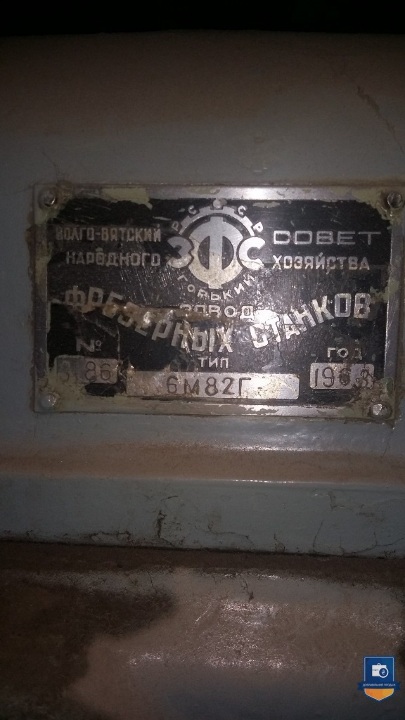 РСФСР
ВОЛГО-ВЯТСКИЙ СОВЕТ
НАРОДНОГО ХОЗЯЙСТВА
ЗФС
ГОРЬКИЙ
ЗАВОД
ФРЕЗЕРНЫХ СТАНКОВ
№ ТИП ГОД
6М82Г